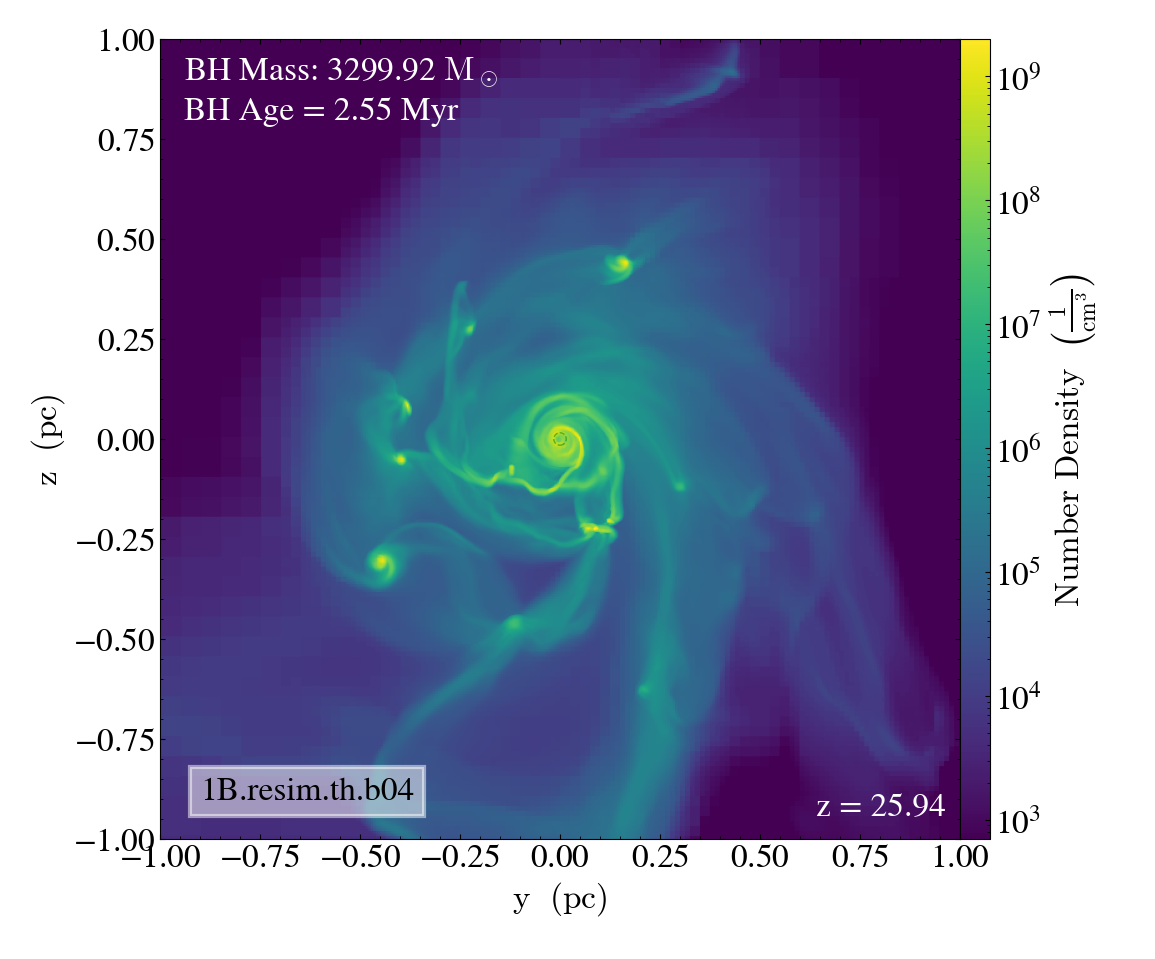 BH Mass: 3299.92 M☉
BH Age = 2.55 Myr
1B.resim.th.b04
z = 25.94
1.00
0.75
0.50
0.25
0.00
−0.25
−0.50
−0.75
−1.00
z (pc)
−1.00 −0.75 −0.50 −0.25 0.00 0.25 0.50 0.75 1.00
y (pc)
10⁹
10⁸
10⁷
10⁶
10⁵
10⁴
10³
Number Density (1/cm³)